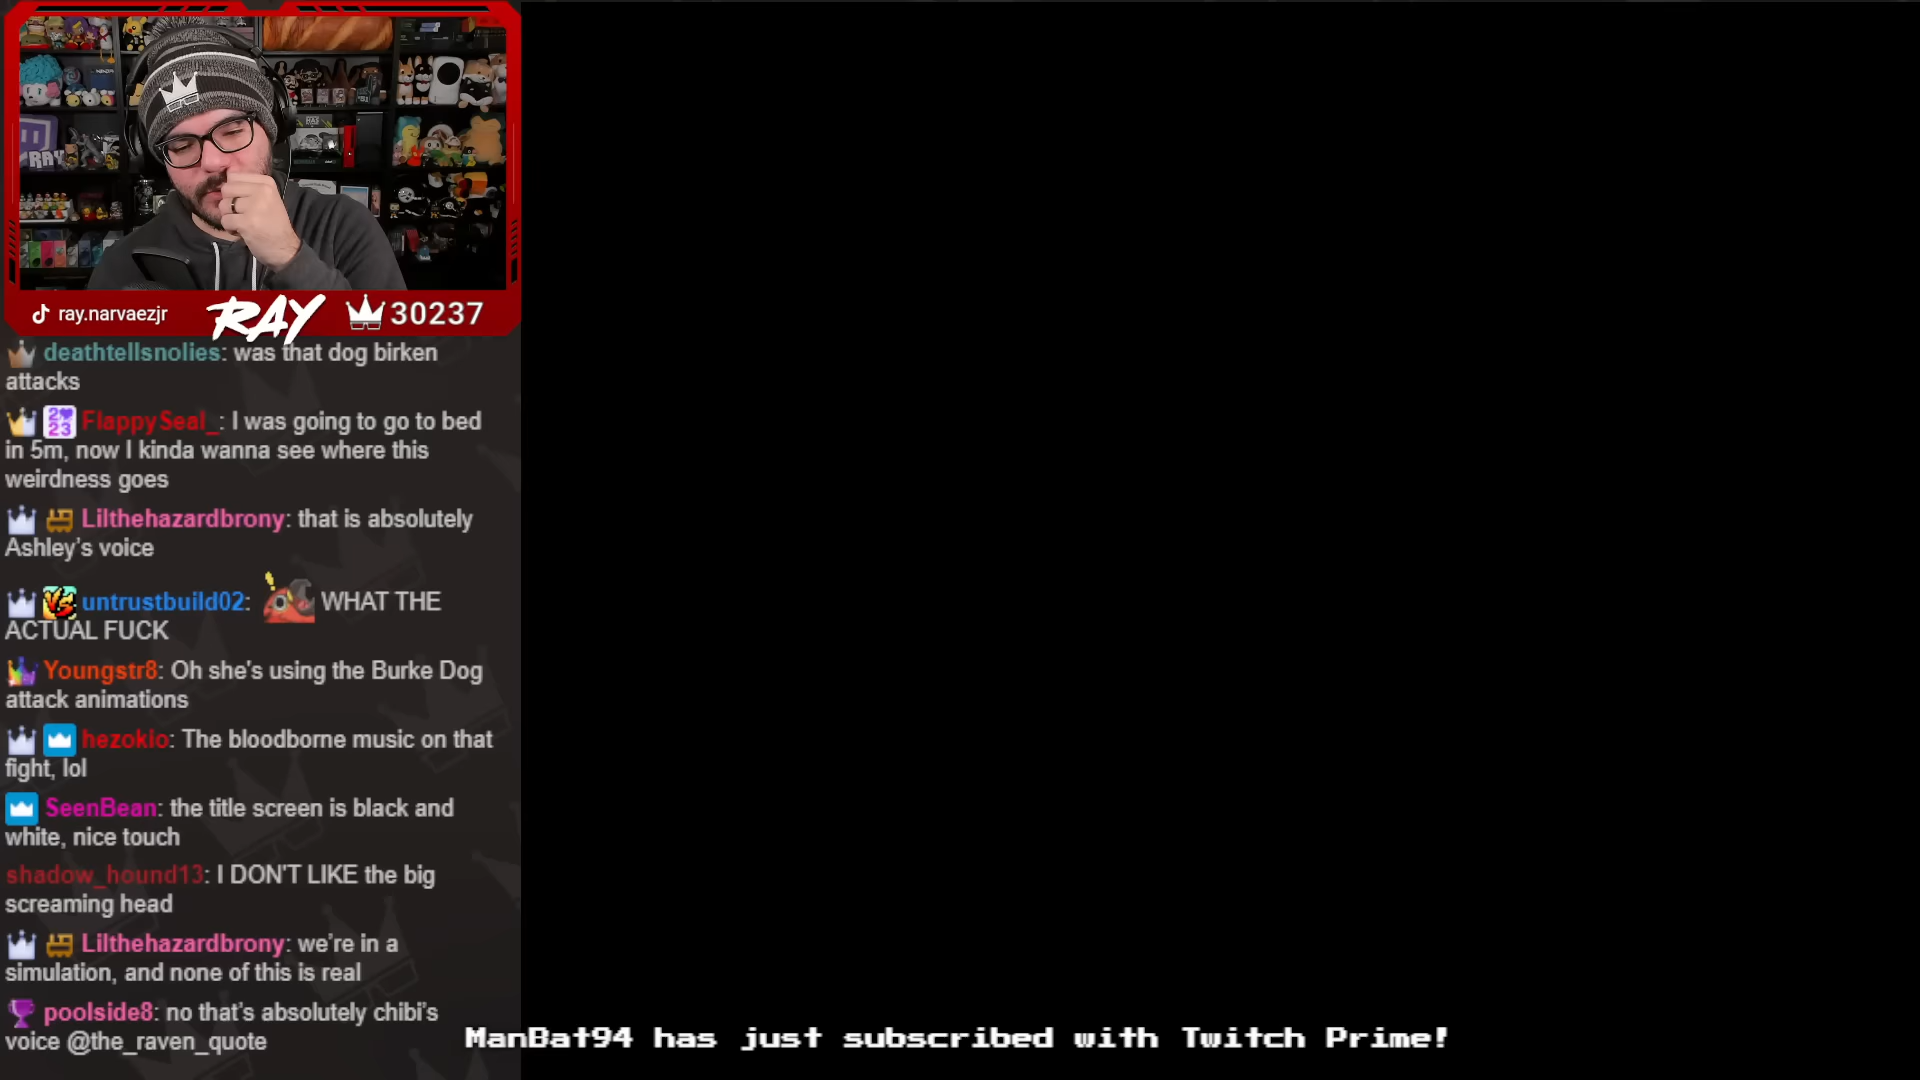 RAY
ray.narvaezjr RAY 30237
deathtellsnolies: was that dog birken
attacks
FlappySeal_: I was going to go to bed
in 5m, now I kinda wanna see where this
weirdness goes
Lilthehazardbrony: that is absolutely
Ashley's voice
untrustbuild02: WHAT THE
ACTUAL FUCK
Youngstr8: Oh she's using the Burke Dog
attack animations
hezokio: The bloodborne music on that
fight, lol
SeenBean: the title screen is black and
white, nice touch
shadow_hound13: I DON'T LIKE the big
screaming head
Lilthehazardbrony: we're in a
simulation, and none of this is real
poolside8: no that's absolutely chibi's
voice @the_raven_quote
ManBat94 has just subscribed with Twitch Prime!